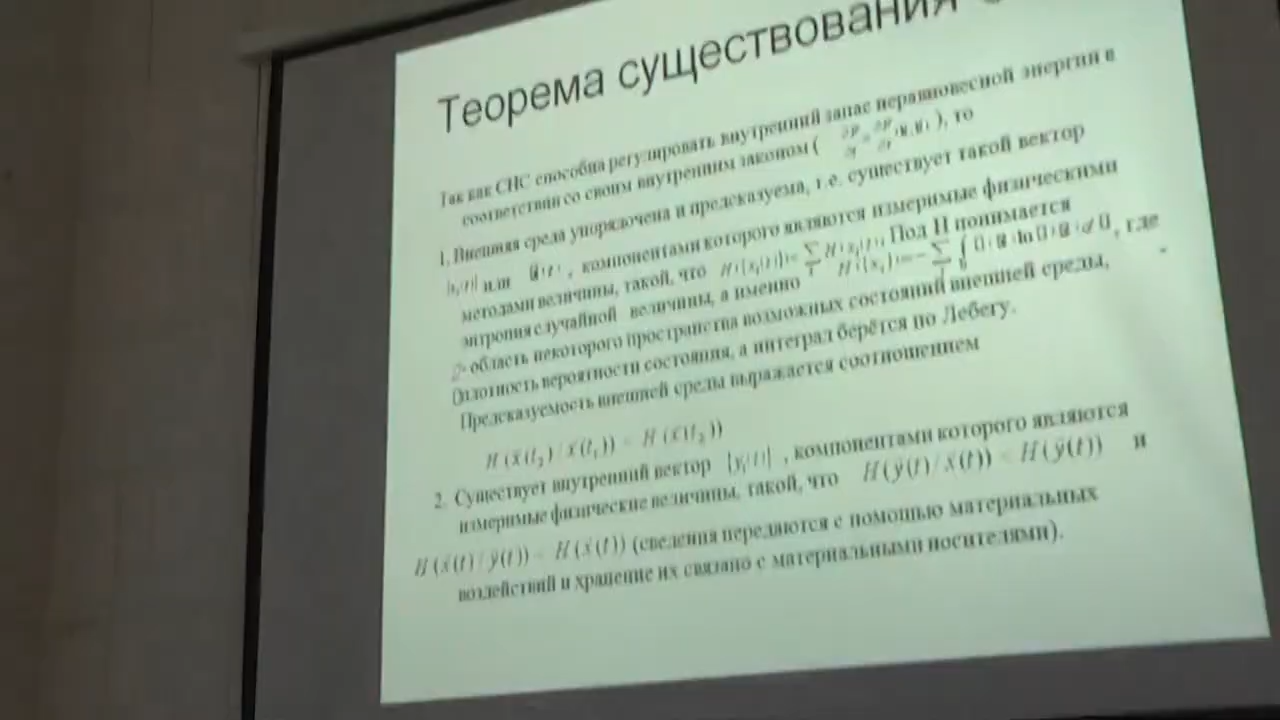 Теорема существования
Так как СНС способна регулировать внутренний запас неравновесной энергии в
соответствии со своим внутренним законом ( ), то
1. Внешняя среда упорядочена и предсказуема, т.е. существует такой вектор
или , компонентами которого являются измеримые физическими
методами величины, такой, что . Под H понимается
энтропия случайной величины, а именно , где
- область некоторого пространства возможных состояний внешней среды,
плотность вероятности состояния, а интеграл берётся по Лебегу.
Предсказуемость внешней среды выражается соотношением
H (x(t₂) / x(t₁)) < H (x(t₂))
2. Существует внутренний вектор , компонентами которого являются
измеримые физические величины, такой, что H (y(t) / x(t)) < H (y(t)) и
H (x(t) / y(t)) < H (x(t)) (сведения передаются с помощью материальных
воздействий и хранение их связано с материальными носителями).